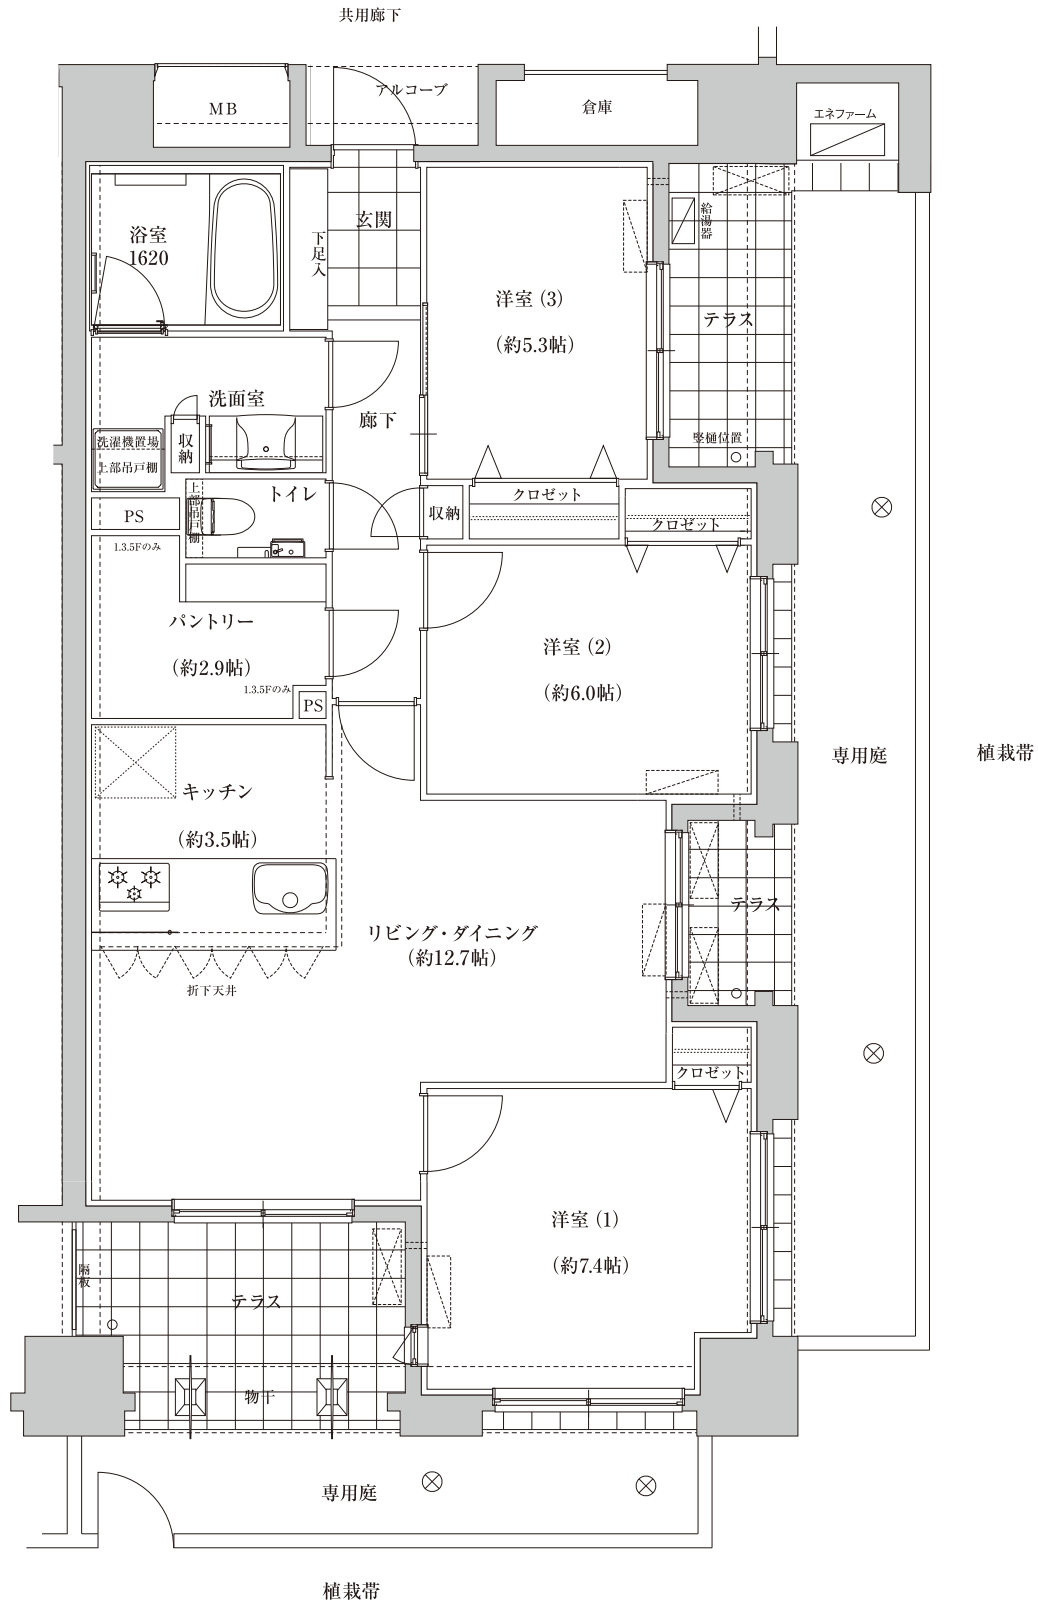 共用廊下
MB
アルコーブ
倉庫
エネファーム
浴室
1620
下足入
玄関
給湯器
洋室（3）
（約5.3帖）
テラス
洗面室
廊下
竪樋位置
洗濯機置場
上部吊戸棚
収納
トイレ
上部吊戸棚
PS
収納
クロゼット
クロゼット
1.3.5Fのみ
パントリー
（約2.9帖）
1.3.5Fのみ
PS
洋室（2）
（約6.0帖）
専用庭
植栽帯
キッチン
（約3.5帖）
テラス
リビング・ダイニング
（約12.7帖）
折下天井
クロゼット
洋室（1）
（約7.4帖）
隔板
テラス
物干
専用庭
植栽帯